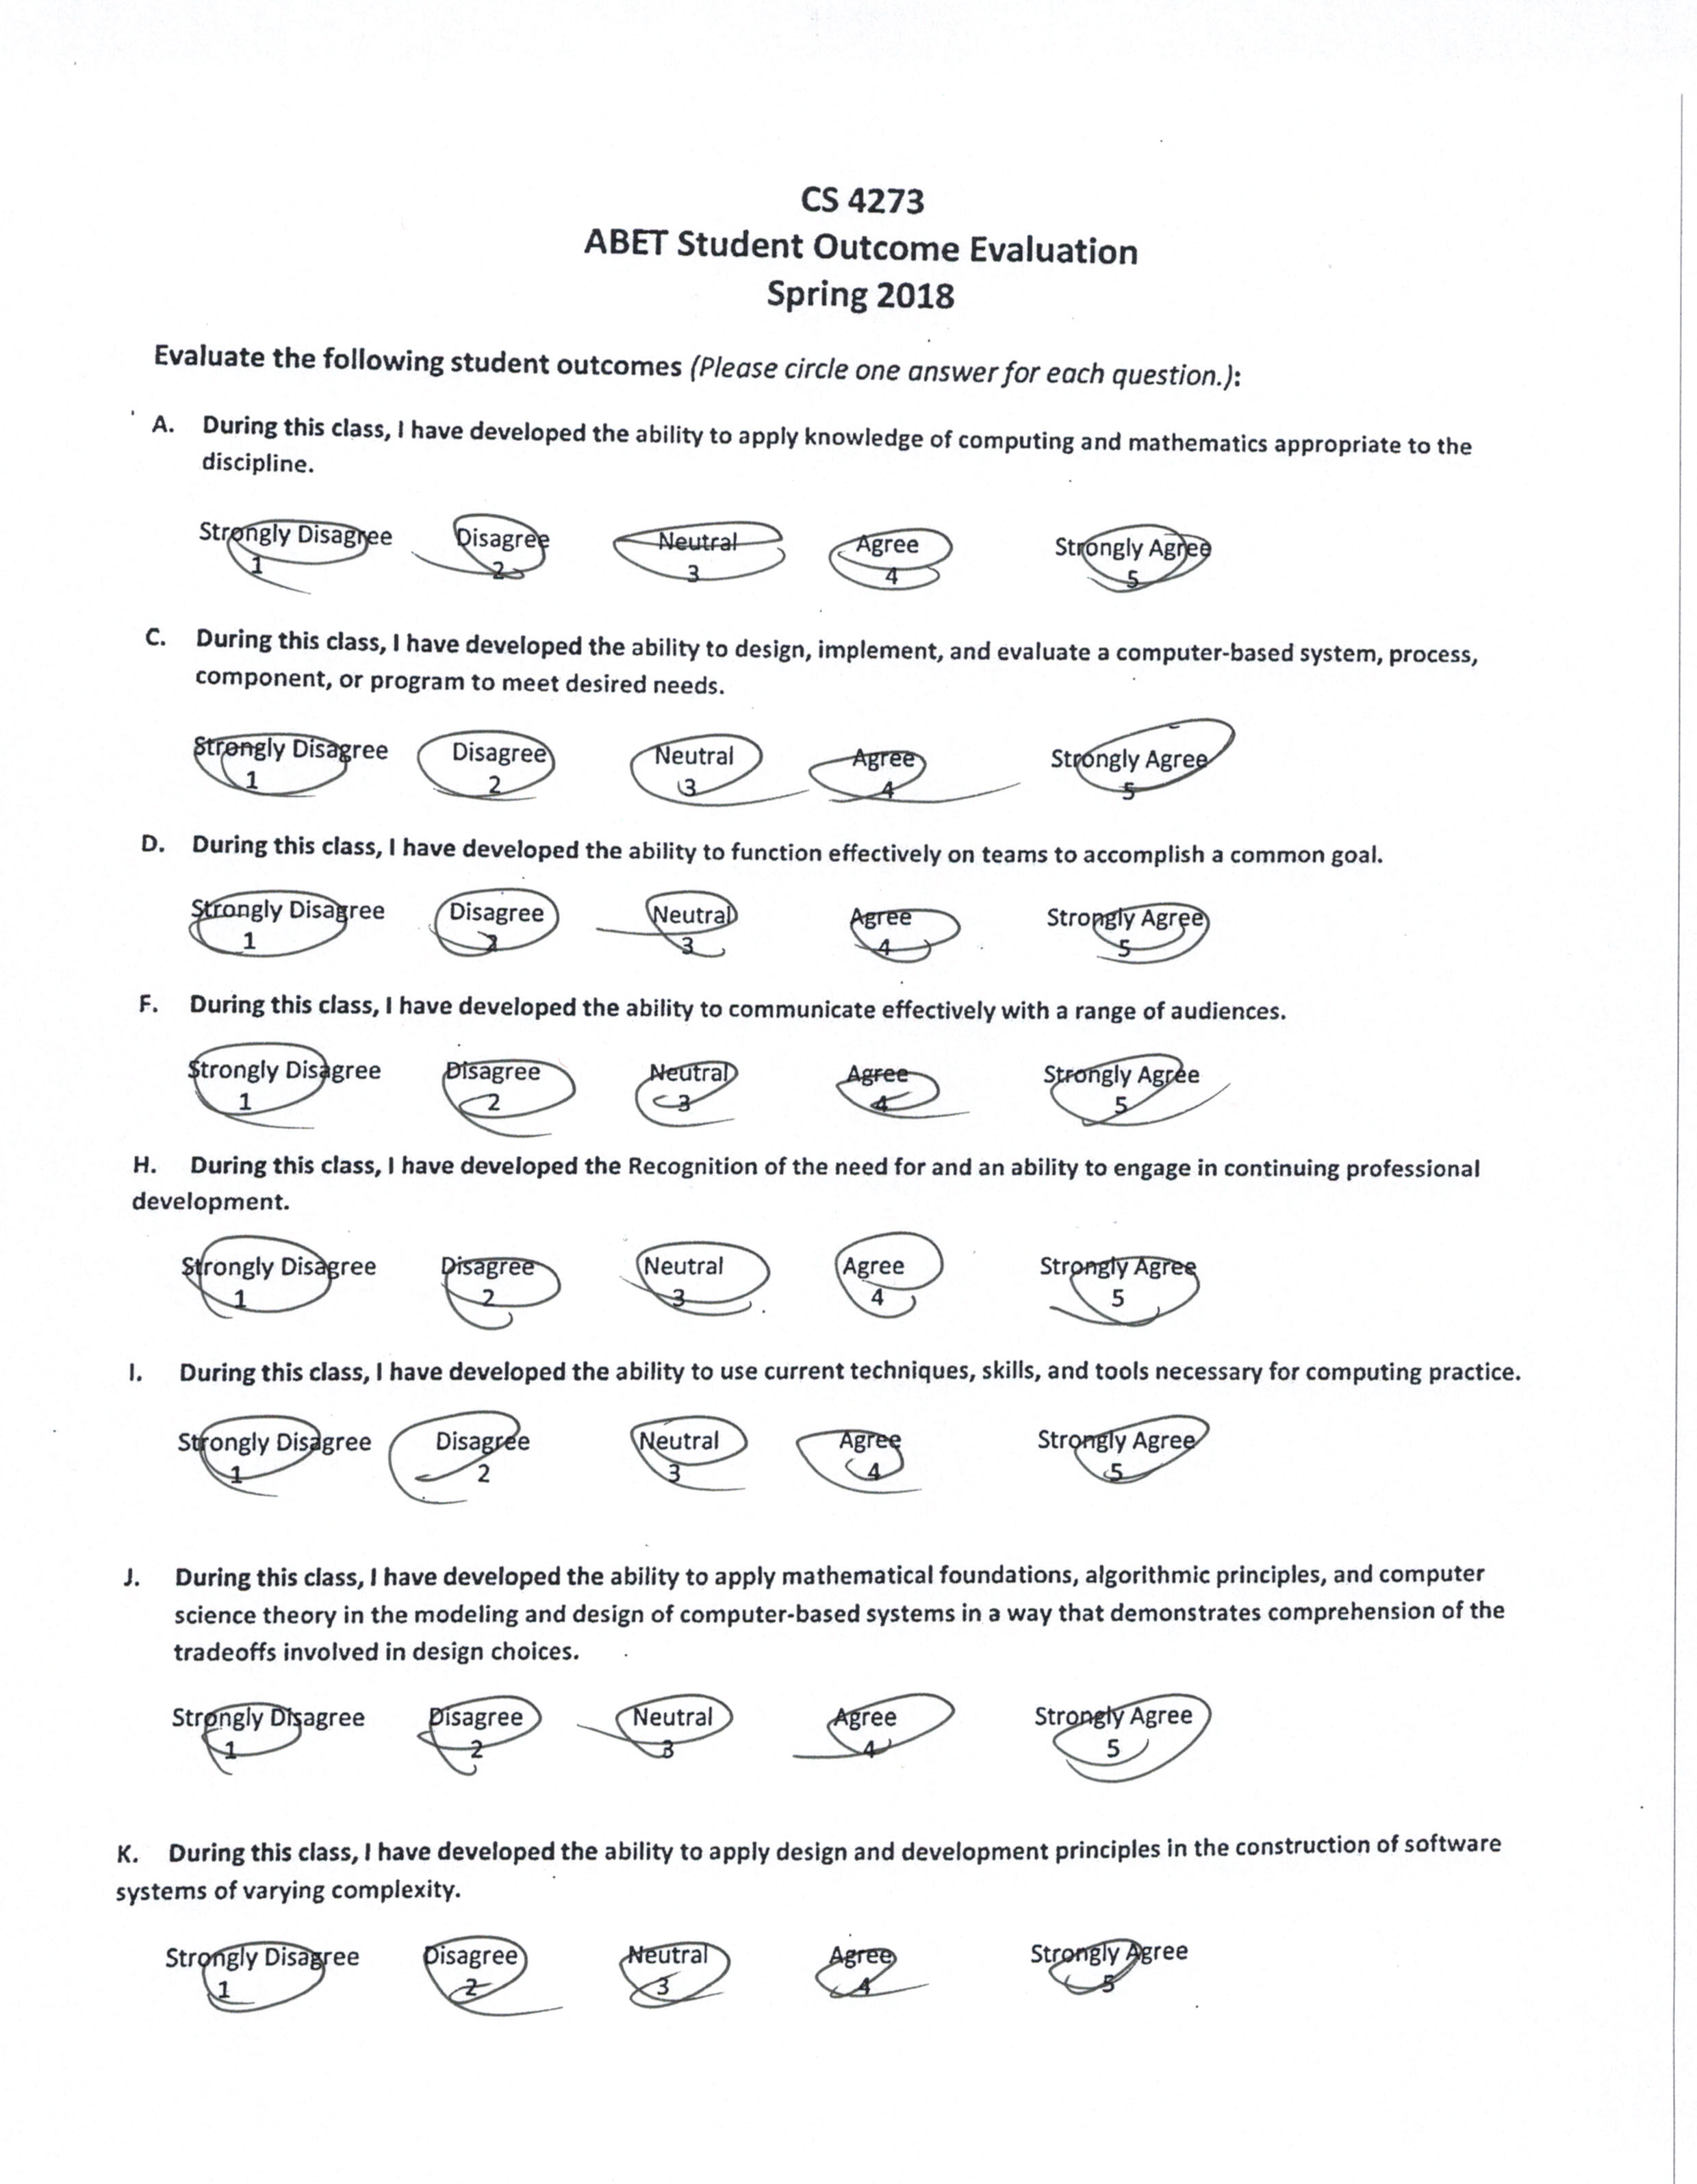 CS 4273
ABET Student Outcome Evaluation
Spring 2018
Evaluate the following student outcomes (Please circle one answer for each question.):
A. During this class, I have developed the ability to apply knowledge of computing and mathematics appropriate to the
discipline.
Strongly Disagree Disagree Neutral Agree Strongly Agree
1 2 3 4 5
C. During this class, I have developed the ability to design, implement, and evaluate a computer-based system, process,
component, or program to meet desired needs.
Strongly Disagree Disagree Neutral Agree Strongly Agree
1 2 3 4 5
D. During this class, I have developed the ability to function effectively on teams to accomplish a common goal.
Strongly Disagree Disagree Neutral Agree Strongly Agree
1 2 3 4 5
F. During this class, I have developed the ability to communicate effectively with a range of audiences.
Strongly Disagree Disagree Neutral Agree Strongly Agree
1 2 3 4 5
H. During this class, I have developed the Recognition of the need for and an ability to engage in continuing professional
development.
Strongly Disagree Disagree Neutral Agree Strongly Agree
1 2 3 4 5
I. During this class, I have developed the ability to use current techniques, skills, and tools necessary for computing practice.
Strongly Disagree Disagree Neutral Agree Strongly Agree
1 2 3 4 5
J. During this class, I have developed the ability to apply mathematical foundations, algorithmic principles, and computer
science theory in the modeling and design of computer-based systems in a way that demonstrates comprehension of the
tradeoffs involved in design choices.
Strongly Disagree Disagree Neutral Agree Strongly Agree
1 2 3 4 5
K. During this class, I have developed the ability to apply design and development principles in the construction of software
systems of varying complexity.
Strongly Disagree Disagree Neutral Agree Strongly Agree
1 2 3 4 5